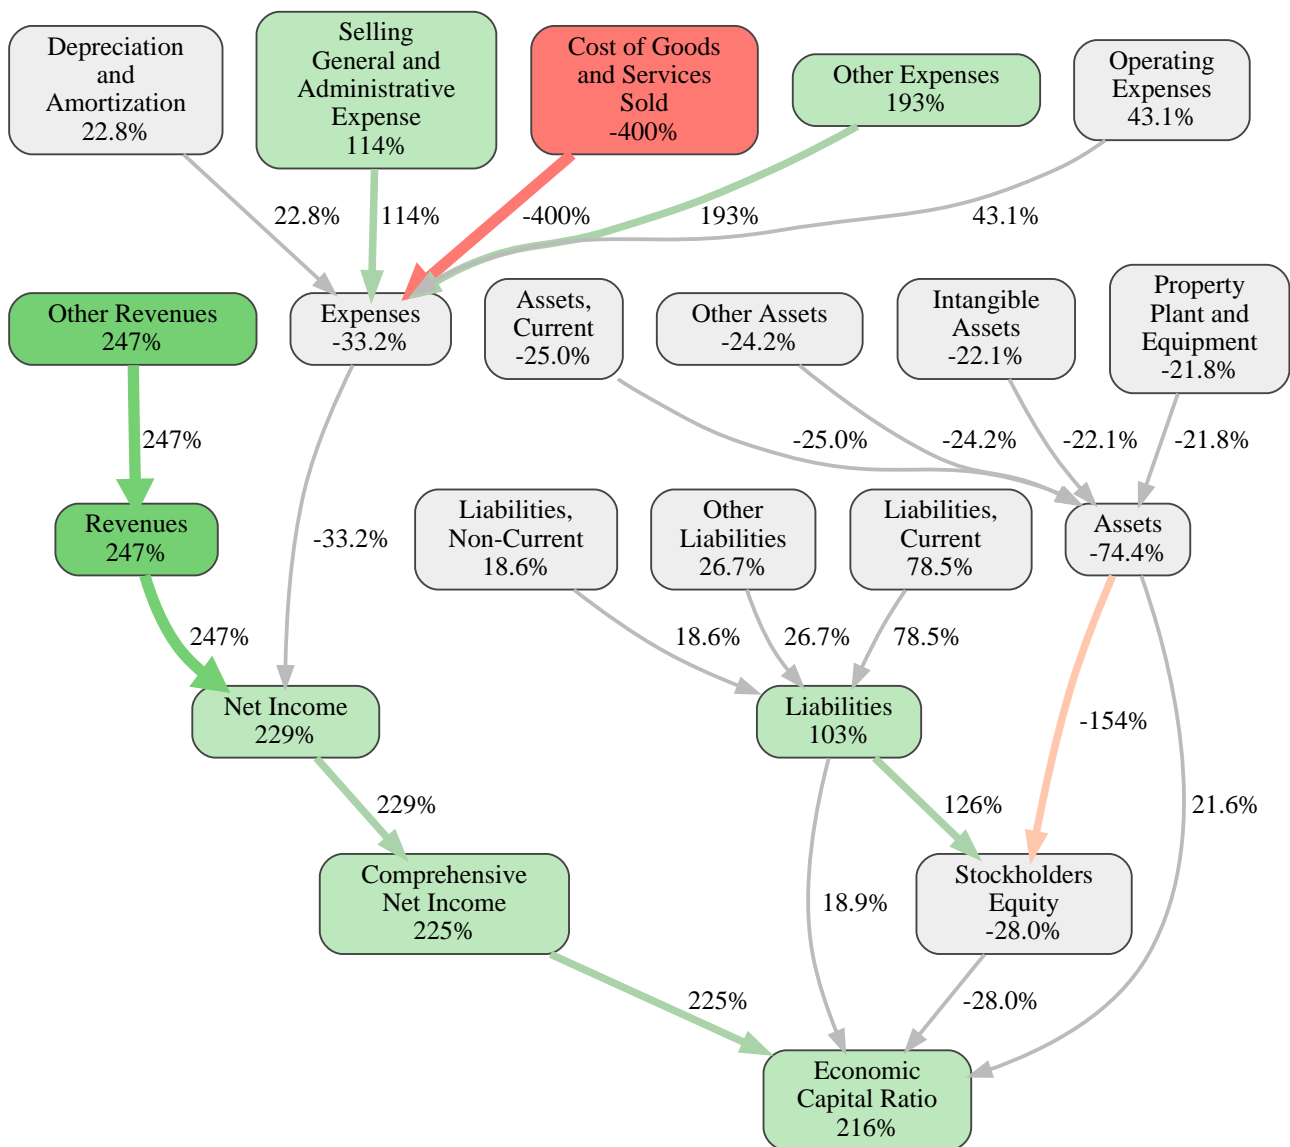 Depreciation
and
Amortization
22.8%
Selling
General and
Administrative
Expense
114%
Cost of Goods
and Services
Sold
-400%
Other Expenses
193%
Operating
Expenses
43.1%
22.8%
114%
-400%
193%
43.1%
Other Revenues
247%
Expenses
-33.2%
Assets,
Current
-25.0%
Other Assets
-24.2%
Intangible
Assets
-22.1%
Property
Plant and
Equipment
-21.8%
247%
-25.0%
-24.2%
-22.1%
-21.8%
Revenues
247%
-33.2%
Liabilities,
Non-Current
18.6%
Other
Liabilities
26.7%
Liabilities,
Current
78.5%
Assets
-74.4%
247%
18.6%
26.7%
78.5%
Net Income
229%
Liabilities
103%
-154%
229%
126%
21.6%
Comprehensive
Net Income
225%
18.9%
Stockholders
Equity
-28.0%
225%
-28.0%
Economic
Capital Ratio
216%